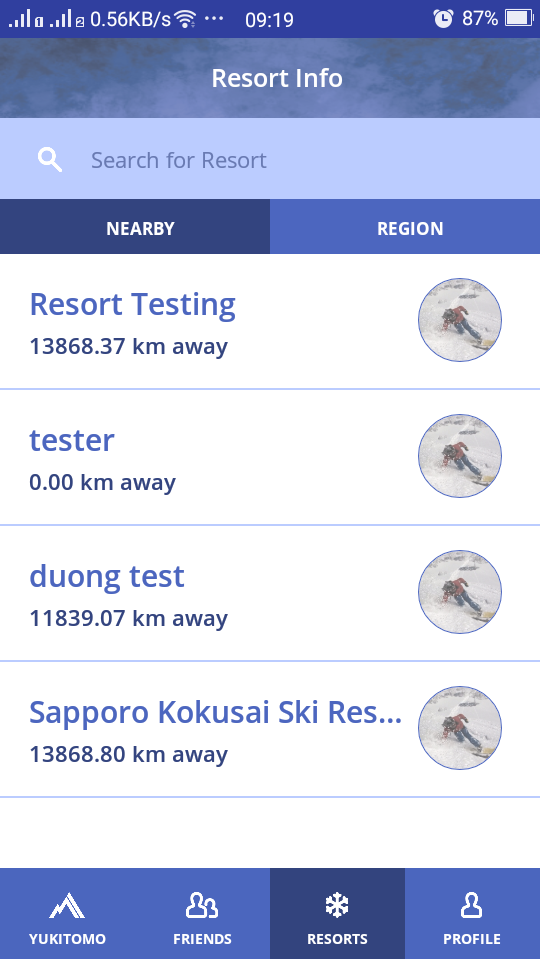 0.56KB/s ... 09:19 87%
Resort Info
Search for Resort
NEARBY REGION
Resort Testing
13868.37 km away
tester
0.00 km away
duong test
11839.07 km away
Sapporo Kokusai Ski Res...
13868.80 km away
YUKITOMO FRIENDS RESORTS PROFILE